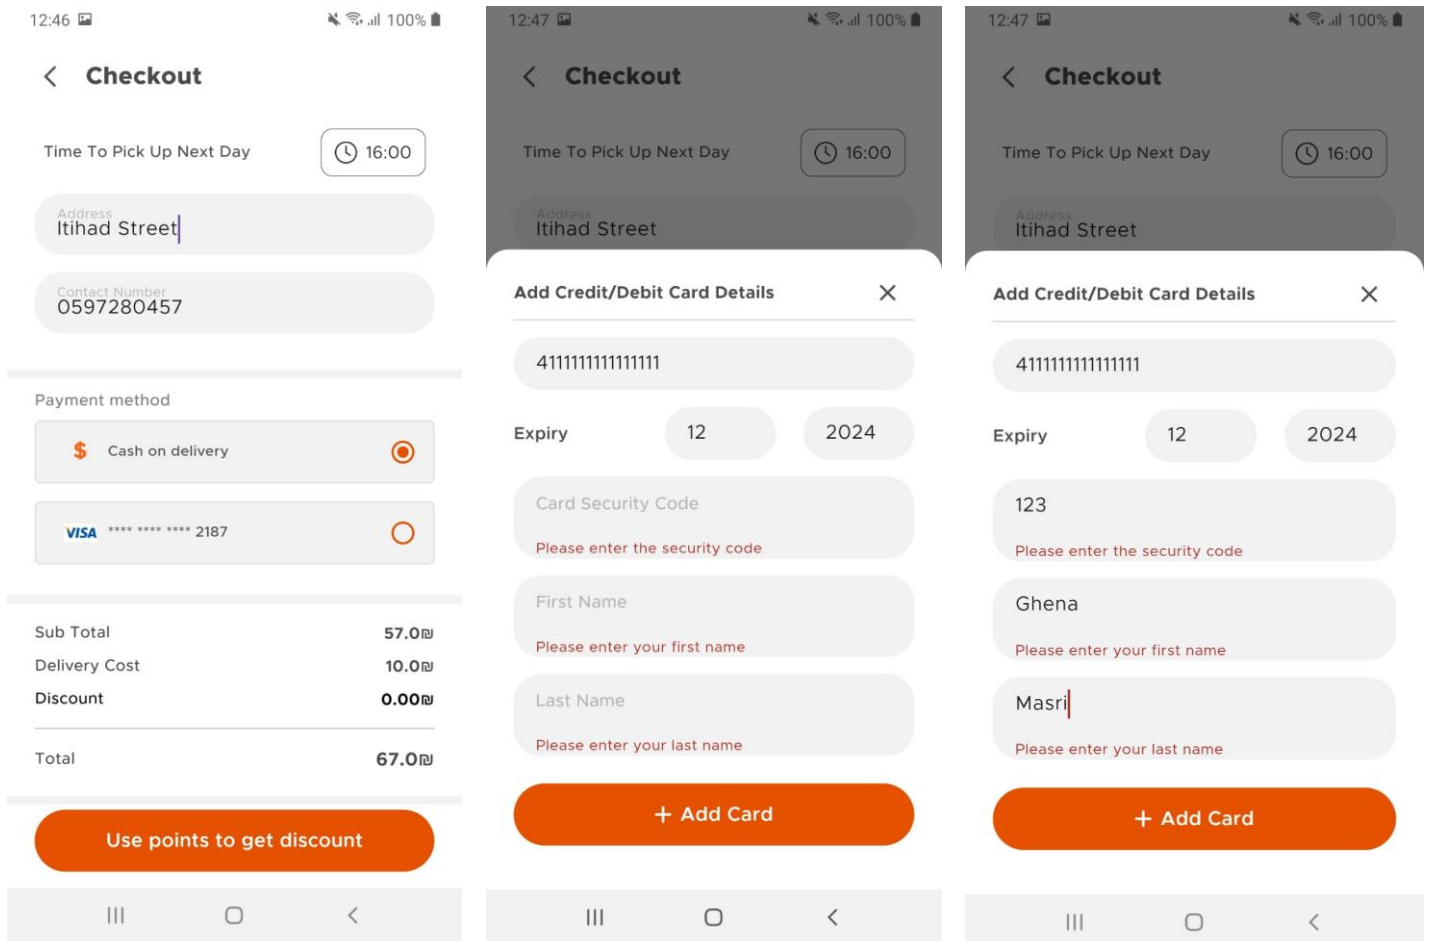 12:46 100%
Checkout
Time To Pick Up Next Day 16:00
Address
Itihad Street
Contact Number
0597280457
Payment method
$ Cash on delivery
VISA **** **** **** 2187
Sub Total 57.0₪
Delivery Cost 10.0₪
Discount 0.00₪
Total 67.0₪
Use points to get discount
12:47 100%
Checkout
Time To Pick Up Next Day 16:00
Address
Itihad Street
Add Credit/Debit Card Details
4111111111111111
Expiry 12 2024
Card Security Code
Please enter the security code
First Name
Please enter your first name
Last Name
Please enter your last name
+ Add Card
12:47 100%
Checkout
Time To Pick Up Next Day 16:00
Address
Itihad Street
Add Credit/Debit Card Details
4111111111111111
Expiry 12 2024
123
Please enter the security code
Ghena
Please enter your first name
Masri
Please enter your last name
+ Add Card